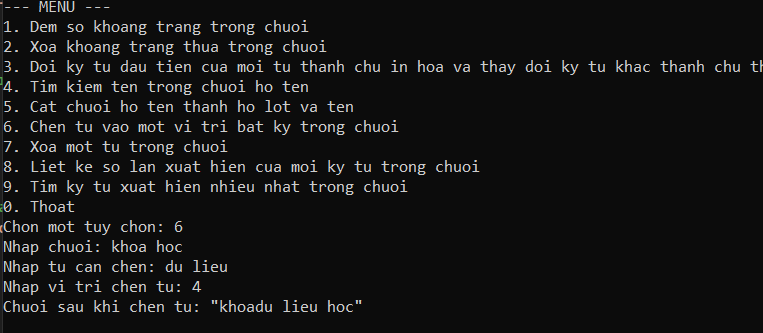 --- MENU ---
1. Dem so khoang trang trong chuoi
2. Xoa khoang trang thua trong chuoi
3. Doi ky tu dau tien cua moi tu thanh chu in hoa va thay doi ky tu khac thanh chu th
4. Tim kiem ten trong chuoi ho ten
5. Cat chuoi ho ten thanh ho lot va ten
6. Chen tu vao mot vi tri bat ky trong chuoi
7. Xoa mot tu trong chuoi
8. Liet ke so lan xuat hien cua moi ky tu trong chuoi
9. Tim ky tu xuat hien nhieu nhat trong chuoi
0. Thoat
Chon mot tuy chon: 6
Nhap chuoi: khoa hoc
Nhap tu can chen: du lieu
Nhap vi tri chen tu: 4
Chuoi sau khi chen tu: "khoadu lieu hoc"